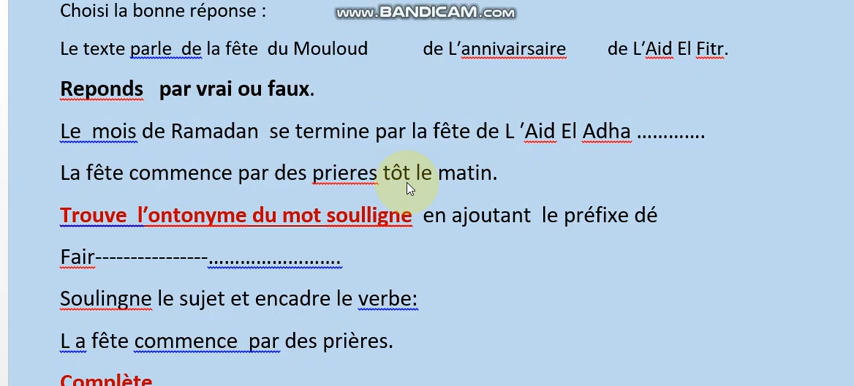 www.BANDICAM.com
Choisi la bonne réponse :
Le texte parle de la fête du Mouloud de L’annivairsaire de L’Aid El Fitr.
Reponds par vrai ou faux.
Le mois de Ramadan se termine par la fête de L ’Aid El Adha .............
La fête commence par des prieres tôt le matin.
Trouve l’ontonyme du mot soulligne en ajoutant le préfixe dé
Fair----------------........................
Soulingne le sujet et encadre le verbe:
L a fête commence par des prières.
Complète